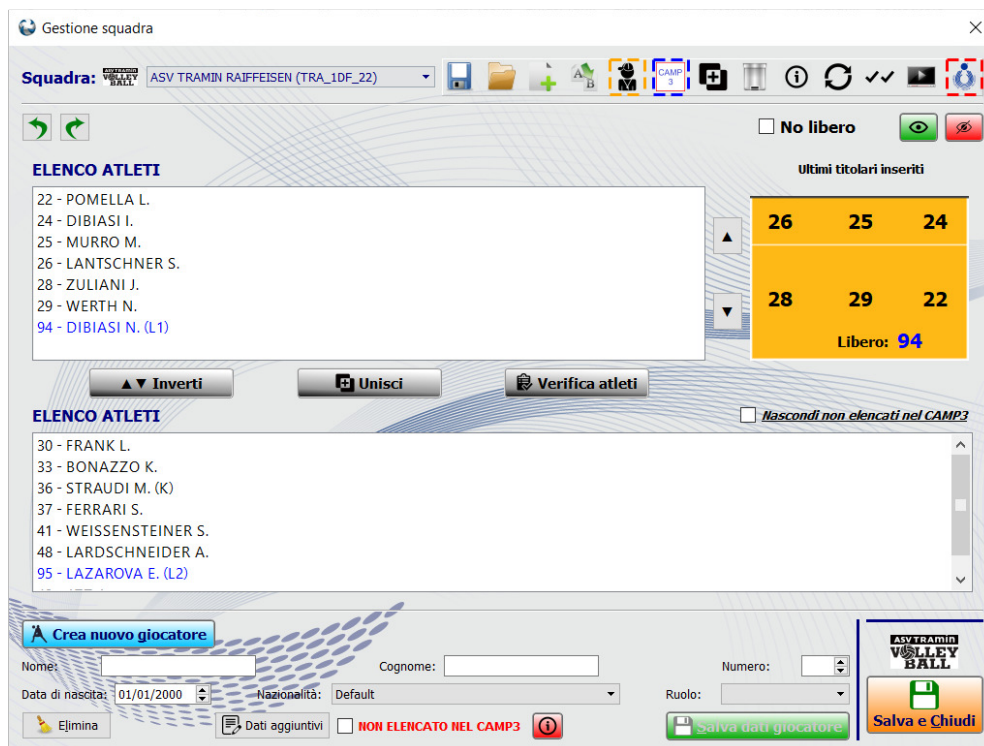 Gestione squadra
Squadra: ASV TRAMIN VOLLEY BALL ASV TRAMIN RAIFFEISEN (TRA_1DF_22) A B CAMP 3
No libero
ELENCO ATLETI
Ultimi titolari inseriti
22 - POMELLA L.
24 - DIBIASI I.
25 - MURRO M.
26 - LANTSCHNER S.
28 - ZULIANI J.
29 - WERTH N.
94 - DIBIASI N. (L1)
26 25 24
28 29 22
Libero: 94
▲▼ Inverti
Unisci
Verifica atleti
ELENCO ATLETI
Nascondi non elencati nel CAMP3
30 - FRANK L.
33 - BONAZZO K.
36 - STRAUDI M. (K)
37 - FERRARI S.
41 - WEISSENSTEINER S.
48 - LARDSCHNEIDER A.
95 - LAZAROVA E. (L2)
Crea nuovo giocatore
Nome:
Cognome:
Numero:
Data di nascita: 01/01/2000
Nazionalità: Default
Ruolo:
Elimina
Dati aggiuntivi
NON ELENCATO NEL CAMP3
Salva dati giocatore
ASV TRAMIN
VOLLEY
BALL
Salva e Chiudi